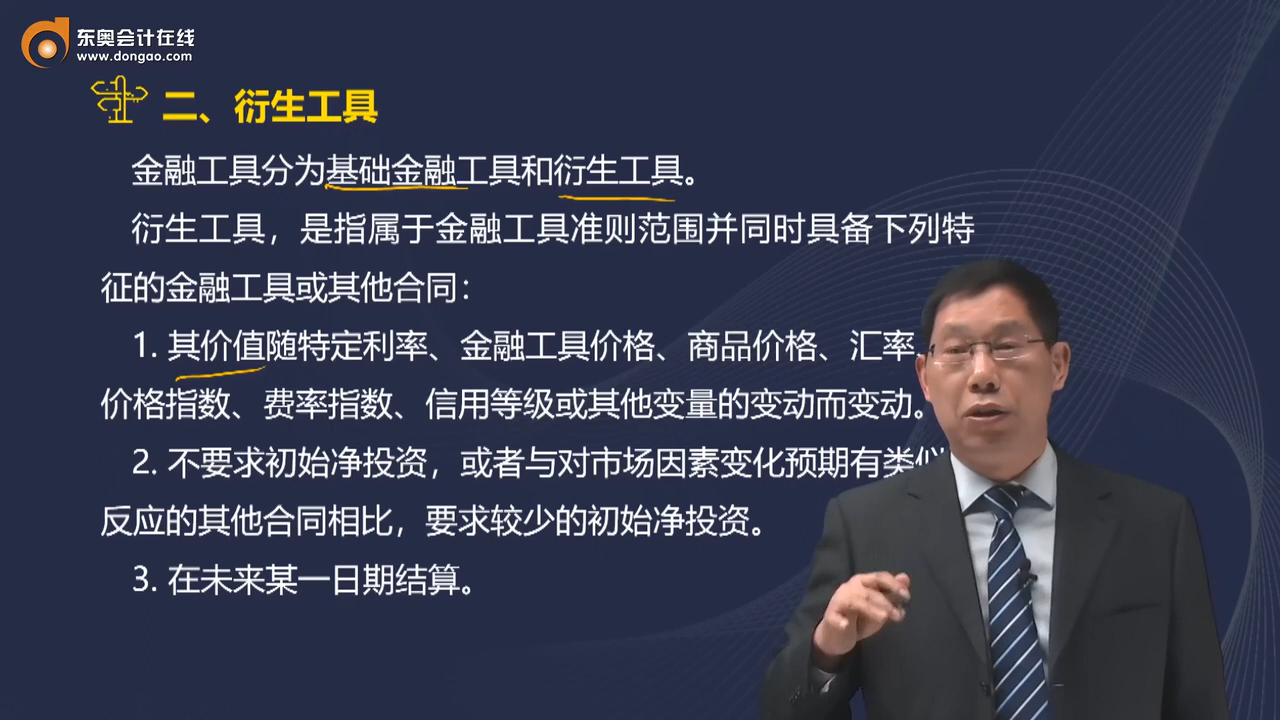 东奥会计在线
www.dongao.com
二、衍生工具
金融工具分为基础金融工具和衍生工具。
衍生工具，是指属于金融工具准则范围并同时具备下列特
征的金融工具或其他合同：
1. 其价值随特定利率、金融工具价格、商品价格、汇率、
价格指数、费率指数、信用等级或其他变量的变动而变动。
2. 不要求初始净投资，或者与对市场因素变化预期有类似
反应的其他合同相比，要求较少的初始净投资。
3. 在未来某一日期结算。